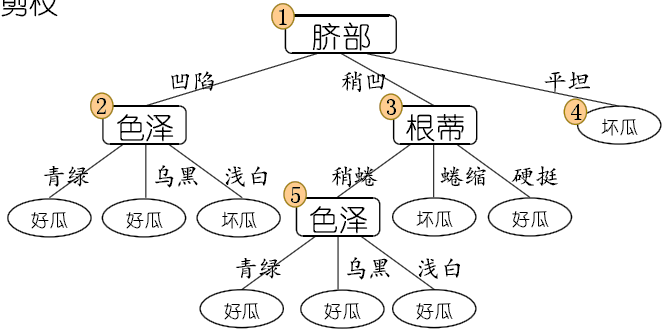 剪枝
① 脐部
凹陷 稍凹 平坦
② 色泽 ③ 根蒂 ④ 坏瓜
青绿 乌黑 浅白 稍蜷 蜷缩 硬挺
好瓜 好瓜 坏瓜 ⑤ 色泽 坏瓜 好瓜
青绿 乌黑 浅白
好瓜 好瓜 好瓜